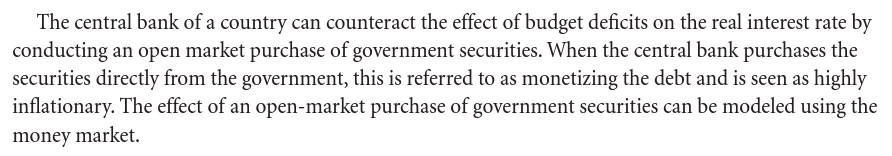 The central bank of a country can counteract the effect of budget deficits on the real interest rate by
conducting an open market purchase of government securities. When the central bank purchases the
securities directly from the government, this is referred to as monetizing the debt and is seen as highly
inflationary. The effect of an open-market purchase of government securities can be modeled using the
money market.